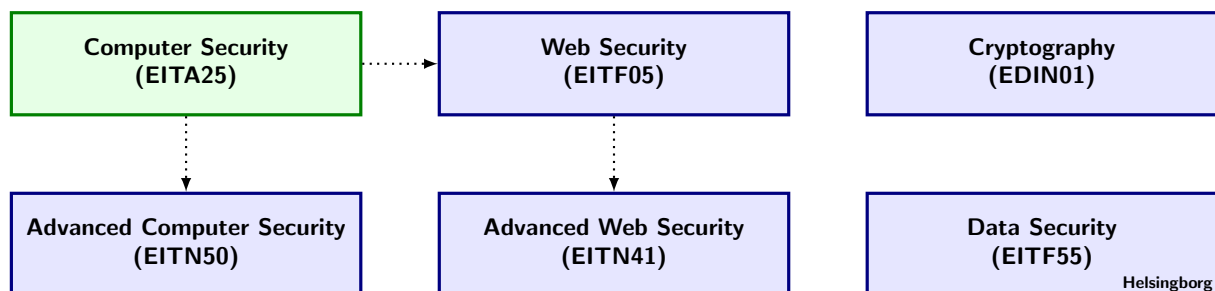 Computer Security
(EITA25)
Web Security
(EITF05)
Cryptography
(EDIN01)
Advanced Computer Security
(EITN50)
Advanced Web Security
(EITN41)
Data Security
(EITF55)
Helsingborg